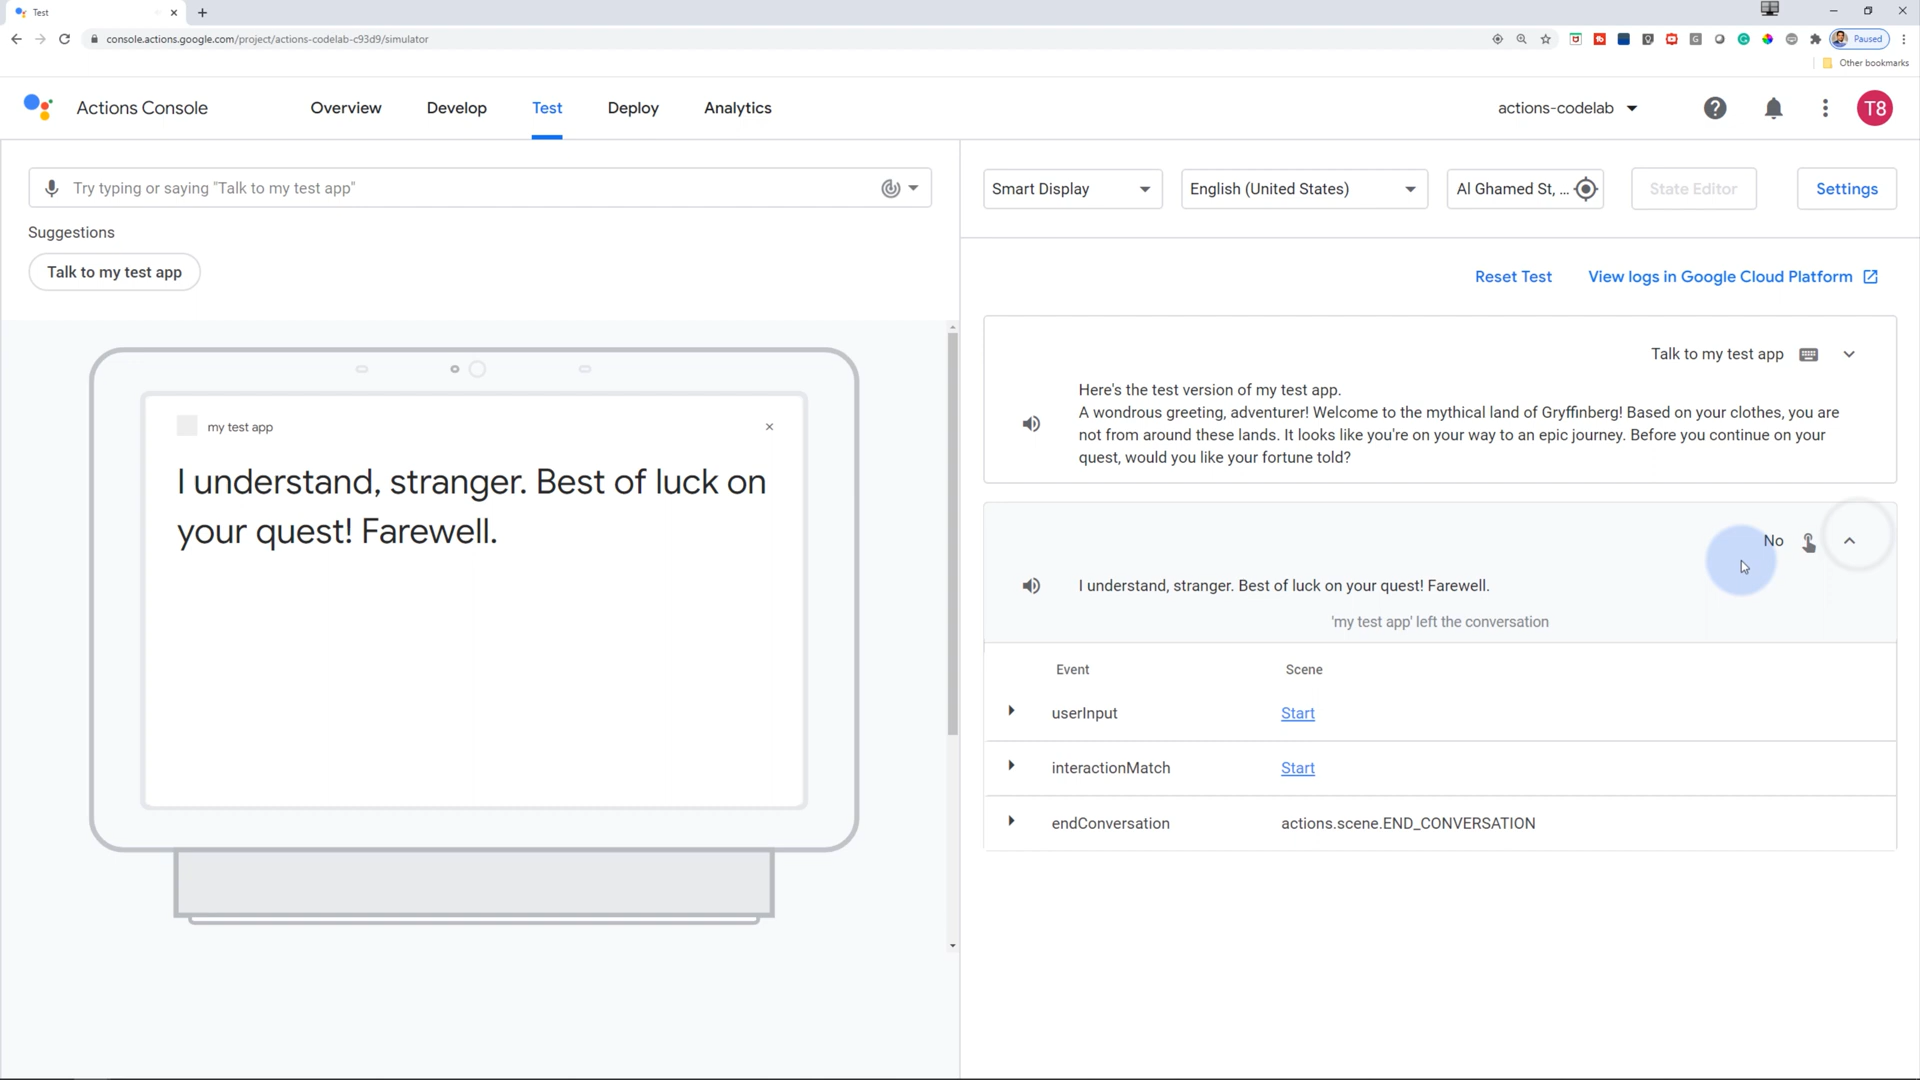 Test
console.actions.google.com/project/actions-codelab-c93d9/simulator
Paused
Other bookmarks
Actions Console
Overview
Develop
Test
Deploy
Analytics
actions-codelab
T8
Try typing or saying "Talk to my test app"
Suggestions
Talk to my test app
my test app
I understand, stranger. Best of luck on
your quest! Farewell.
Smart Display
English (United States)
Al Ghamed St, ...
State Editor
Settings
Reset Test
View logs in Google Cloud Platform
Talk to my test app
Here's the test version of my test app.
A wondrous greeting, adventurer! Welcome to the mythical land of Gryffinberg! Based on your clothes, you are
not from around these lands. It looks like you're on your way to an epic journey. Before you continue on your
quest, would you like your fortune told?
No
I understand, stranger. Best of luck on your quest! Farewell.
'my test app' left the conversation
Event Scene
userInput Start
interactionMatch Start
endConversation actions.scene.END_CONVERSATION